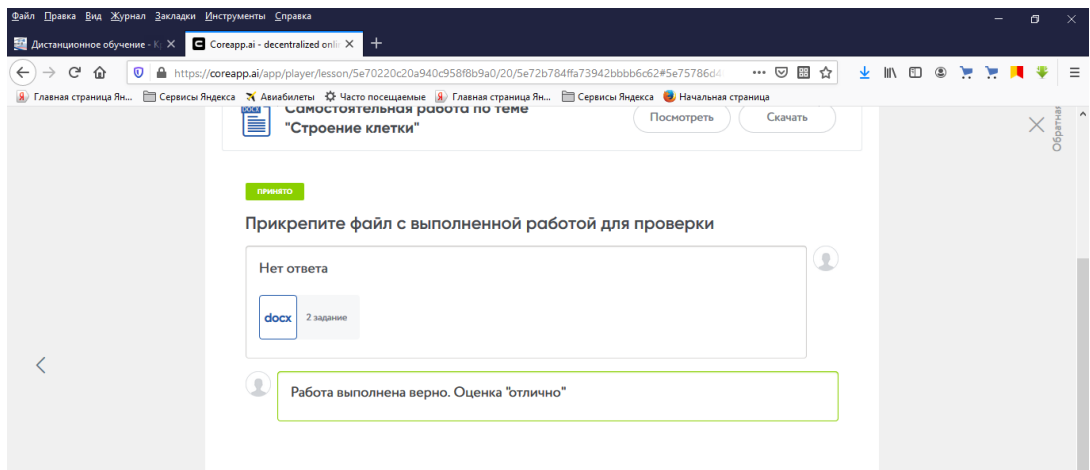 Файл Правка Вид Журнал Закладки Инструменты Справка
Дистанционное обучение - К
Coreapp.ai - decentralized onli
https://coreapp.ai/app/player/lesson/5e70220c20a940c958f8b9a0/20/5e72b784ffa73942bbbb6c62#5e75786d4
Главная страница Ян... Сервисы Яндекса Авиабилеты Часто посещаемые Главная страница Ян... Сервисы Яндекса Начальная страница
Самостоятельная работа по теме
"Строение клетки"
Посмотреть
Скачать
Обратная
ПРИНЯТО
Прикрепите файл с выполненной работой для проверки
Нет ответа
docx 2 задание
Работа выполнена верно. Оценка "отлично"